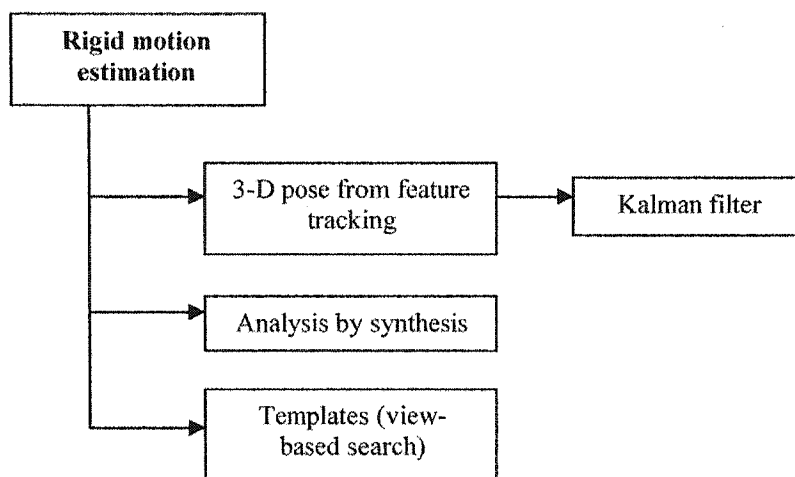 Rigid motion
estimation
3-D pose from feature
tracking
Kalman filter
Analysis by synthesis
Templates (view-
based search)